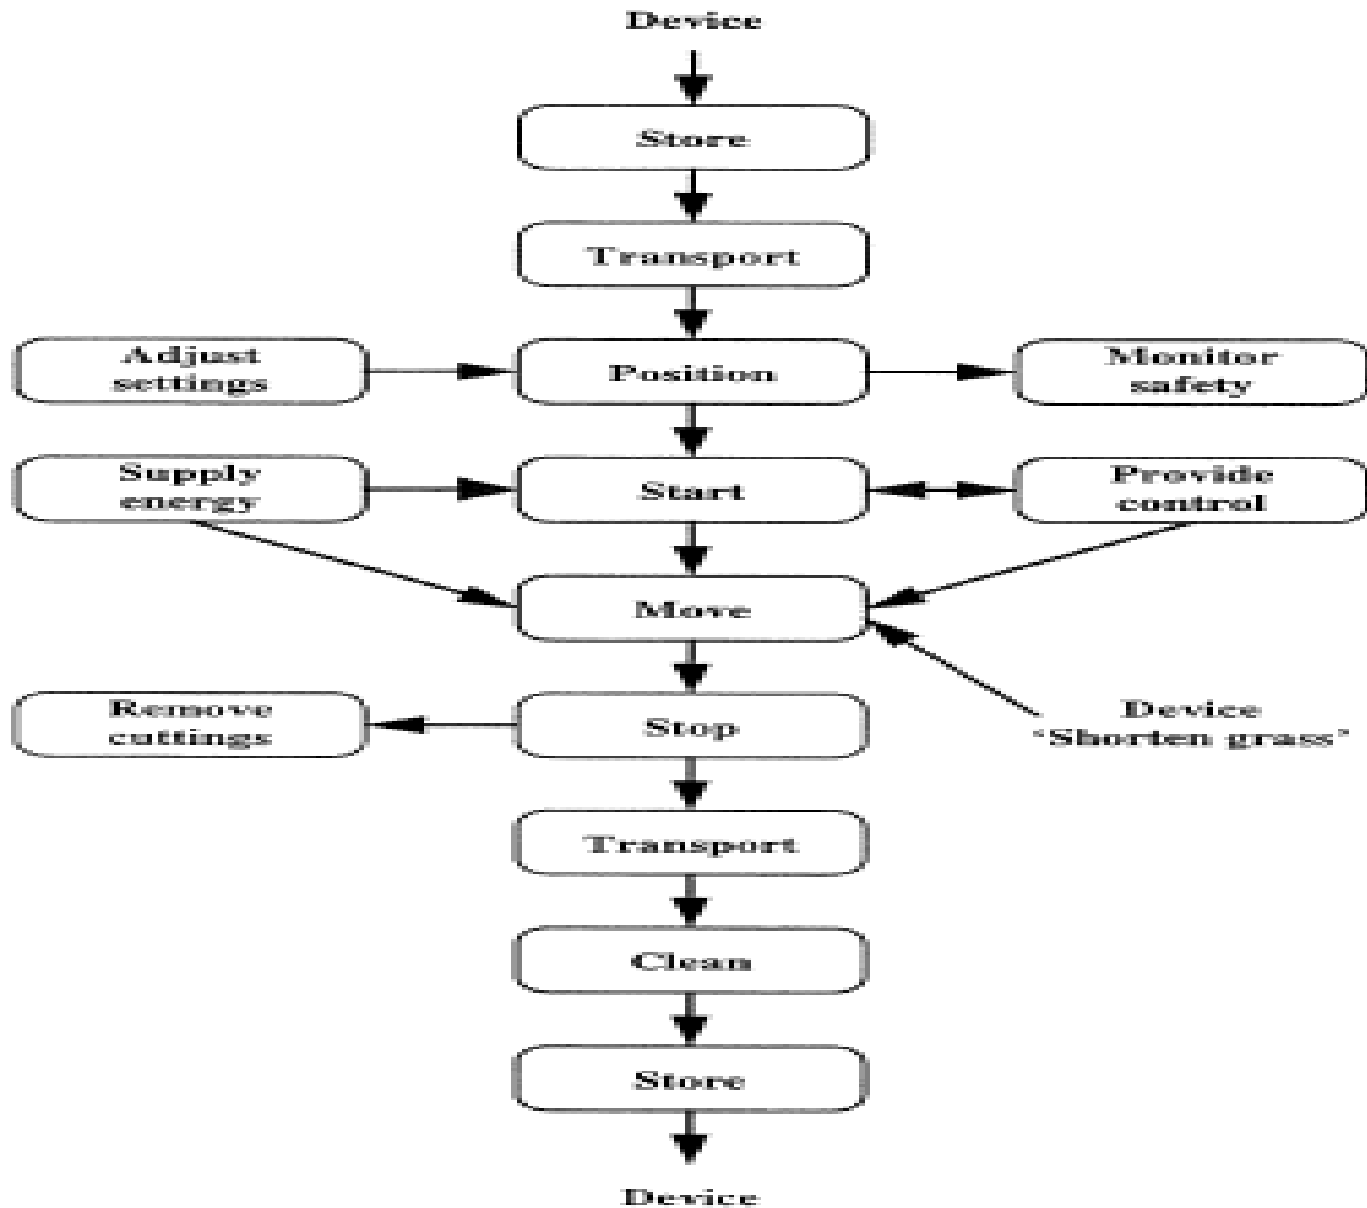 Device
Store
Transport
Adjust
settings
Position
Monitor
safety
Supply
energy
Start
Provide
control
Move
Remove
cuttings
Stop
Device
‘Shorten grass’
Transport
Clean
Store
Device